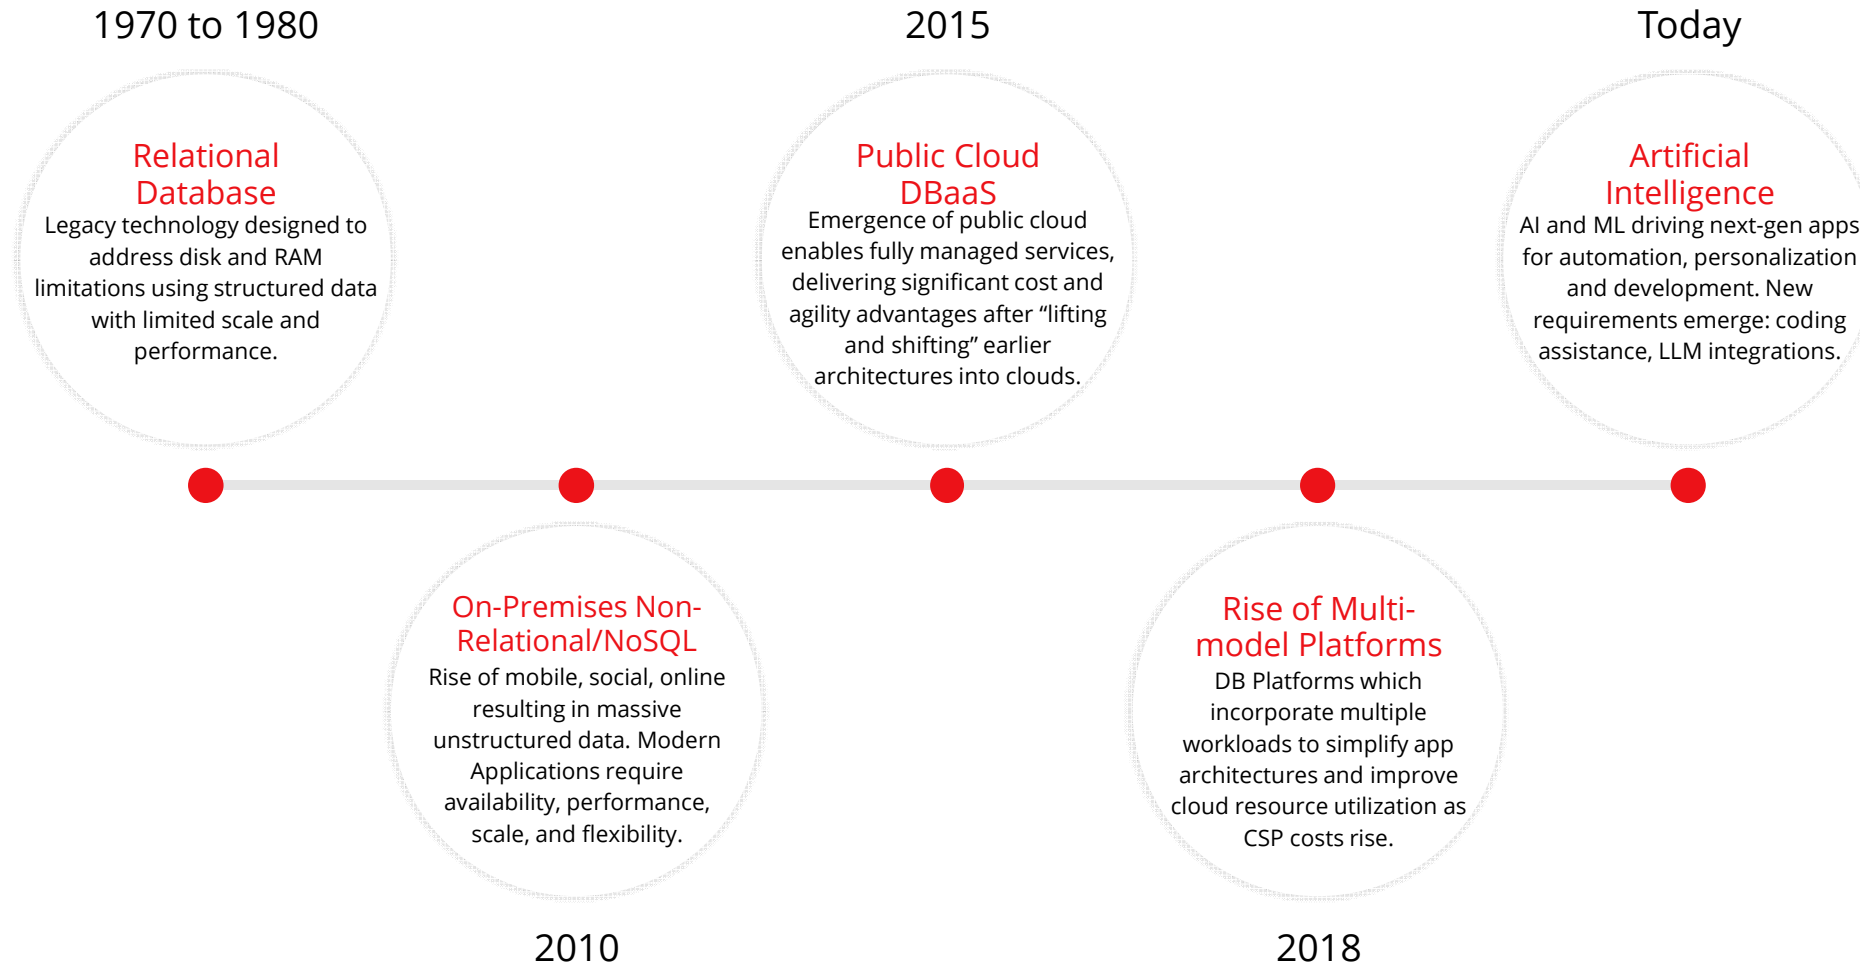 1970 to 1980
Relational
Database
Legacy technology designed to
address disk and RAM
limitations using structured data
with limited scale and
performance.
On-Premises Non-
Relational/NoSQL
Rise of mobile, social, online
resulting in massive
unstructured data. Modern
Applications require
availability, performance,
scale, and flexibility.
2010
2015
Public Cloud
DBaaS
Emergence of public cloud
enables fully managed services,
delivering significant cost and
agility advantages after “lifting
and shifting” earlier
architectures into clouds.
Rise of Multi-
model Platforms
DB Platforms which
incorporate multiple
workloads to simplify app
architectures and improve
cloud resource utilization as
CSP costs rise.
2018
Today
Artificial
Intelligence
AI and ML driving next-gen apps
for automation, personalization
and development. New
requirements emerge: coding
assistance, LLM integrations.